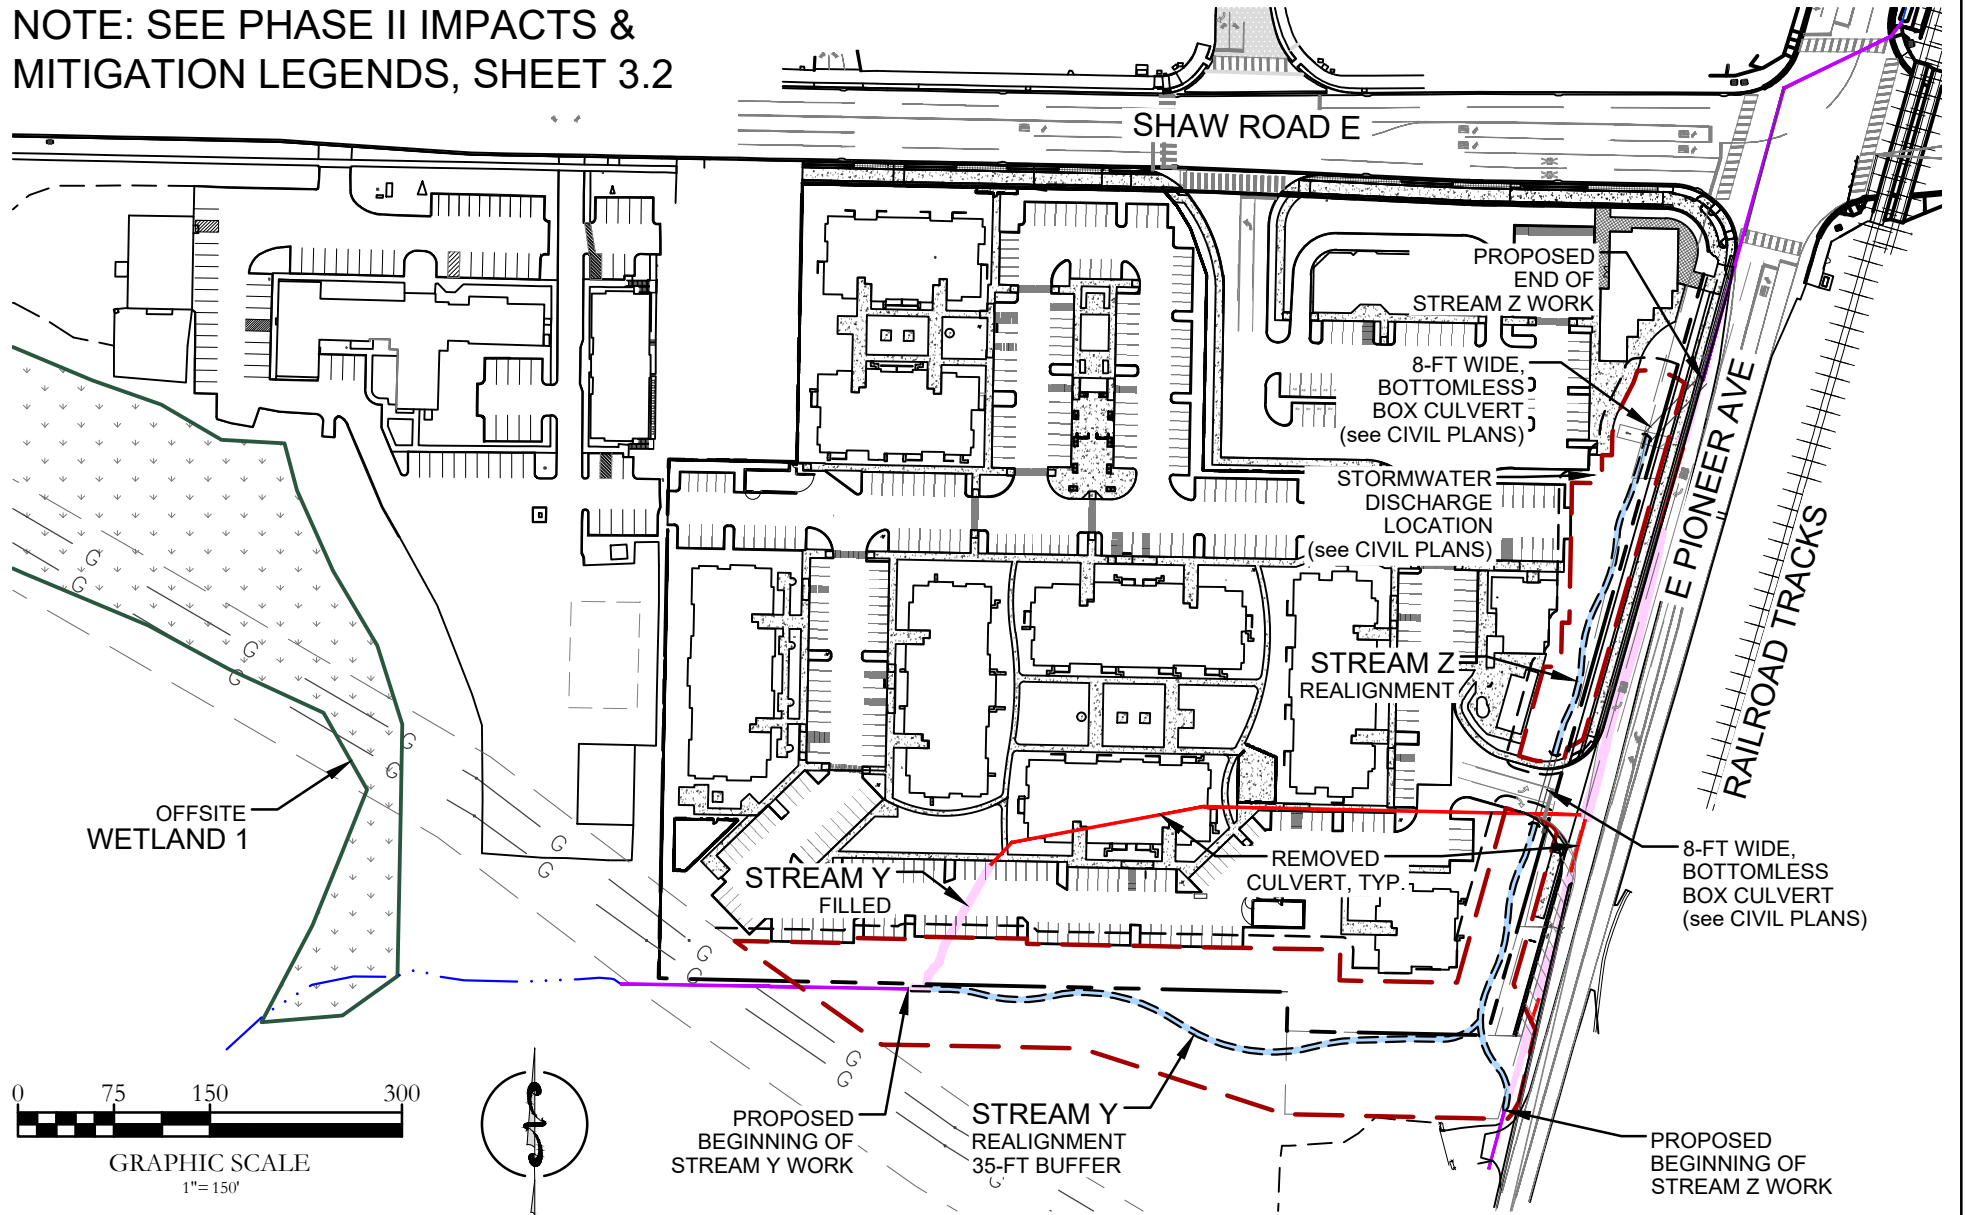 NOTE: SEE PHASE II IMPACTS &
MITIGATION LEGENDS, SHEET 3.2
SHAW ROAD E
PROPOSED
END OF
STREAM Z WORK
8-FT WIDE,
BOTTOMLESS
BOX CULVERT
(see CIVIL PLANS)
STORMWATER
DISCHARGE
LOCATION
(see CIVIL PLANS)
E PIONEER AVE
RAILROAD TRACKS
STREAM Z
REALIGNMENT
G
G
G
G
G
G
OFFSITE
WETLAND 1
G
G
STREAM Y
FILLED
REMOVED
CULVERT, TYP.
8-FT WIDE,
BOTTOMLESS
BOX CULVERT
(see CIVIL PLANS)
G
G
G
G
G
0 75 150 300
GRAPHIC SCALE
1"= 150'
PROPOSED
BEGINNING OF
STREAM Y WORK
STREAM Y
REALIGNMENT
35-FT BUFFER
PROPOSED
BEGINNING OF
STREAM Z WORK